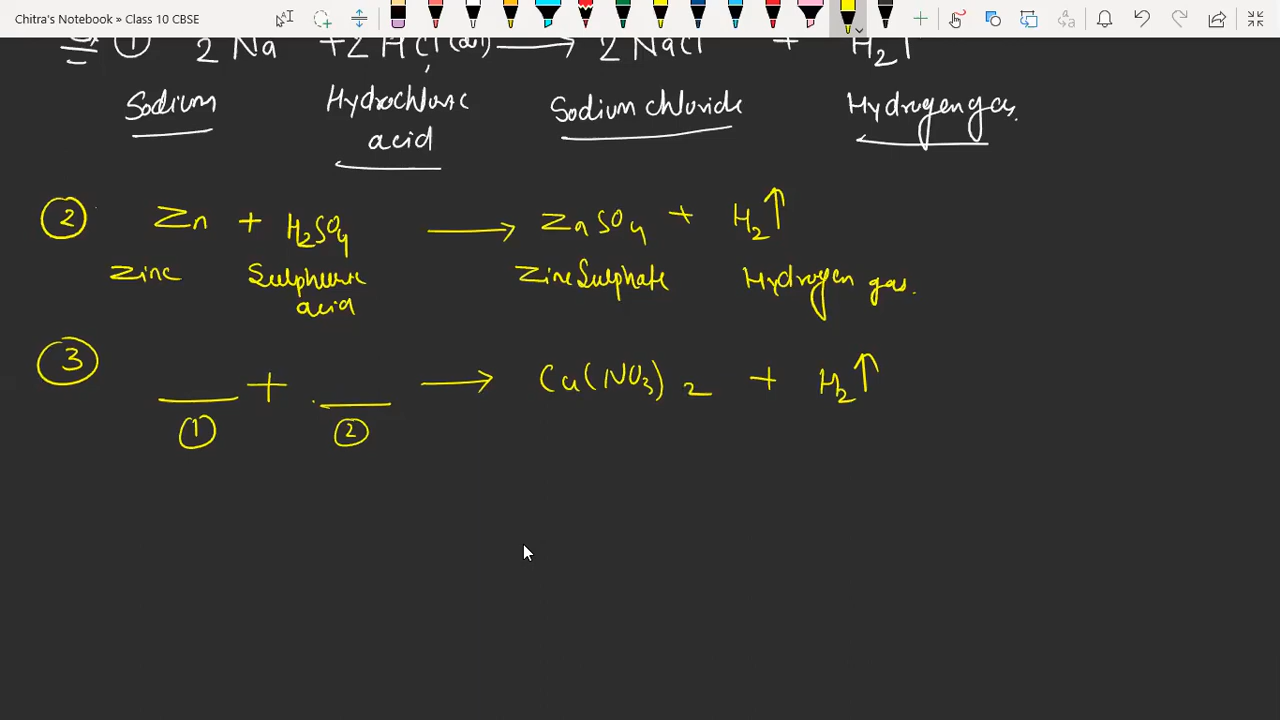 Chitra's Notebook » Class 10 CBSE
① 2 Na + 2 HCl ⟶ 2 NaCl + H₂↑
Sodium Hydrochloric acid Sodium chloride Hydrogen gas.
② Zn + H₂SO₄ ⟶ ZnSO₄ + H₂↑
Zinc Sulphuric acid Zinc Sulphate Hydrogen gas.
③ ___ + ___ ⟶ Ca(NO₃)₂ + H₂↑
① ②